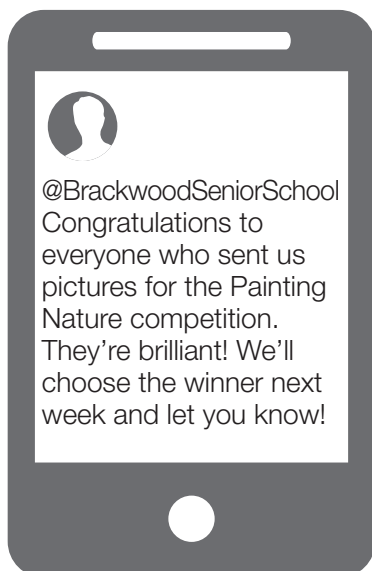 @BrackwoodSeniorSchool
Congratulations to
everyone who sent us
pictures for the Painting
Nature competition.
They’re brilliant! We’ll
choose the winner next
week and let you know!